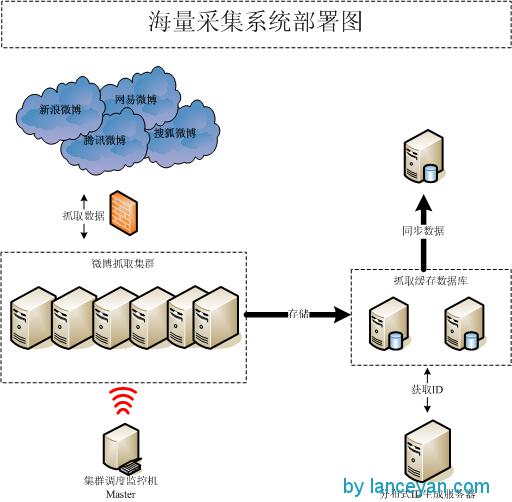 海量采集系统部署图
网易微博
新浪微博
搜狐微博
腾讯微博
抓取数据
同步数据
微博抓取集群
抓取缓存数据库
存储
获取ID
集群调度监控机
Master
分布式ID生成服务器
by lanceyan.com